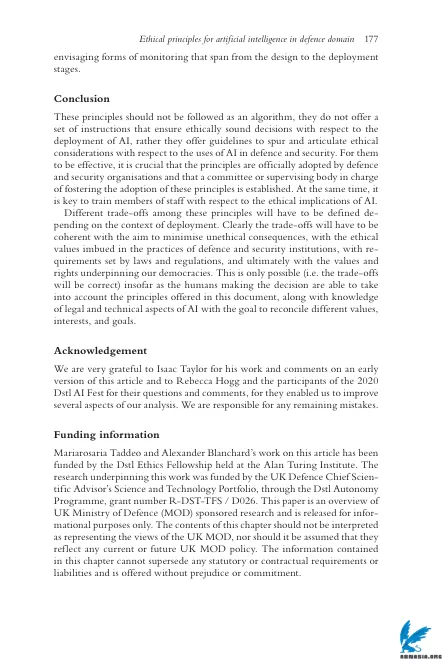 Ethical principles for artificial intelligence in defence domain 177
envisaging forms of monitoring that span from the design to the deployment
stages.
Conclusion
These principles should not be followed as an algorithm, they do not offer a
set of instructions that ensure ethically sound decisions with respect to the
deployment of AI, rather they offer guidelines to spur and articulate ethical
considerations with respect to the uses of AI in defence and security. For them
to be effective, it is crucial that the principles are officially adopted by defence
and security organisations and that a committee or supervising body in charge
of fostering the adoption of these principles is established. At the same time, it
is key to train members of staff with respect to the ethical implications of AI.
Different trade-offs among these principles will have to be defined de-
pending on the context of deployment. Clearly the trade-offs will have to be
coherent with the aim to minimise unethical consequences, with the ethical
values imbued in the practices of defence and security institutions, with re-
quirements set by laws and regulations, and ultimately with the values and
rights underpinning our democracies. This is only possible (i.e. the trade-offs
will be correct) insofar as the humans making the decision are able to take
into account the principles offered in this document, along with knowledge
of legal and technical aspects of AI with the goal to reconcile different values,
interests, and goals.
Acknowledgement
We are very grateful to Isaac Taylor for his work and comments on an early
version of this article and to Rebecca Hogg and the participants of the 2020
Dstl AI Fest for their questions and comments, for they enabled us to improve
several aspects of our analysis. We are responsible for any remaining mistakes.
Funding information
Mariarosaria Taddeo and Alexander Blanchard's work on this article has been
funded by the Dstl Ethics Fellowship held at the Alan Turing Institute. The
research underpinning this work was funded by the UK Defence Chief Scien-
tific Advisor's Science and Technology Portfolio, through the Dstl Autonomy
Programme, grant number R-DST-TFS / D026. This paper is an overview of
UK Ministry of Defence (MOD) sponsored research and is released for infor-
mational purposes only. The contents of this chapter should not be interpreted
as representing the views of the UK MOD, nor should it be assumed that they
reflect any current or future UK MOD policy. The information contained
in this chapter cannot supersede any statutory or contractual requirements or
liabilities and is offered without prejudice or commitment.